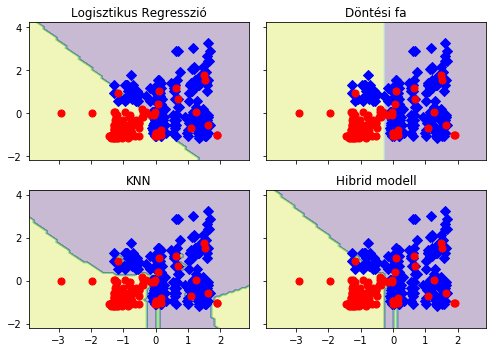 Logisztikus Regresszió
Döntési fa
4
2
0
−2
KNN
Hibrid modell
4
2
0
−2
−3 −2 −1 0 1 2
−3 −2 −1 0 1 2